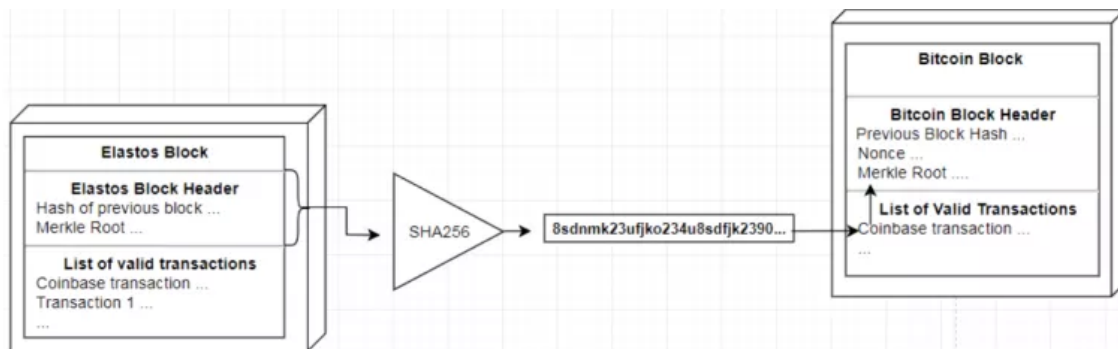 Elastos Block
Elastos Block Header
Hash of previous block ...
Merkle Root ...
List of valid transactions
Coinbase transaction ...
Transaction 1 ...
...
SHA256
8sdnmk23ufjko234u8sdfjk2390...
Bitcoin Block
Bitcoin Block Header
Previous Block Hash ...
Nonce ...
Merkle Root ....
List of Valid Transactions
Coinbase transaction ...
...